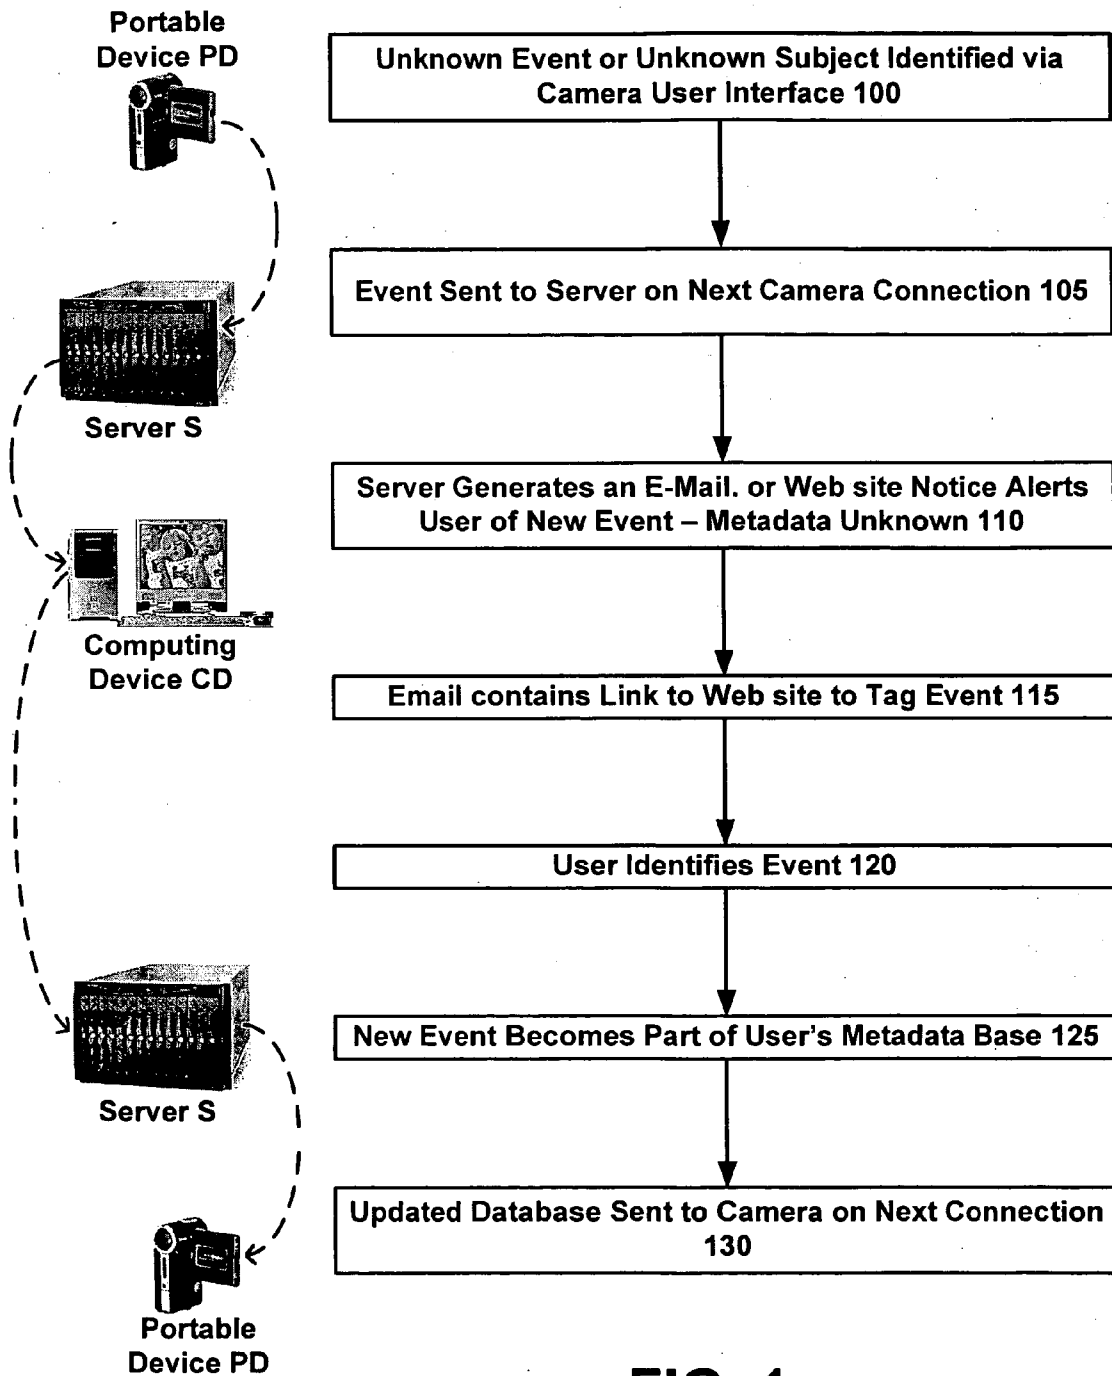 Portable
Device PD
Unknown Event or Unknown Subject Identified via
Camera User Interface 100
Event Sent to Server on Next Camera Connection 105
Server S
Server Generates an E-Mail. or Web site Notice Alerts
User of New Event – Metadata Unknown 110
Computing
Device CD
Email contains Link to Web site to Tag Event 115
User Identifies Event 120
New Event Becomes Part of User's Metadata Base 125
Server S
Updated Database Sent to Camera on Next Connection
130
Portable
Device PD
FIG. 1